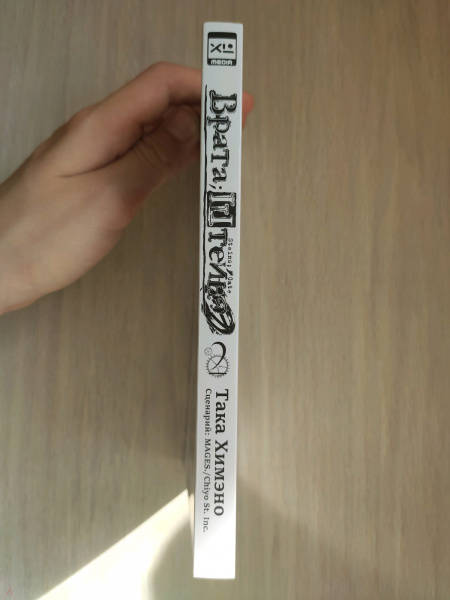 XL
MEDIA
Врата;Штейна
Steins;Gate
Така Химэно
Сценарий: MAGES./Chiyo St. Inc.